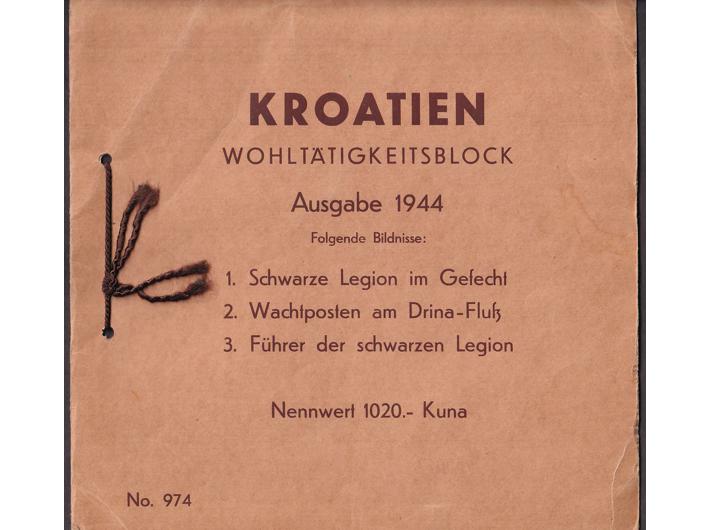 KROATIEN
WOHLTÄTIGKEITSBLOCK
Ausgabe 1944
Folgende Bildnisse:
1. Schwarze Legion im Gefecht
2. Wachtposten am Drina-Fluß
3. Führer der schwarzen Legion
Nennwert 1020.- Kuna
No. 974